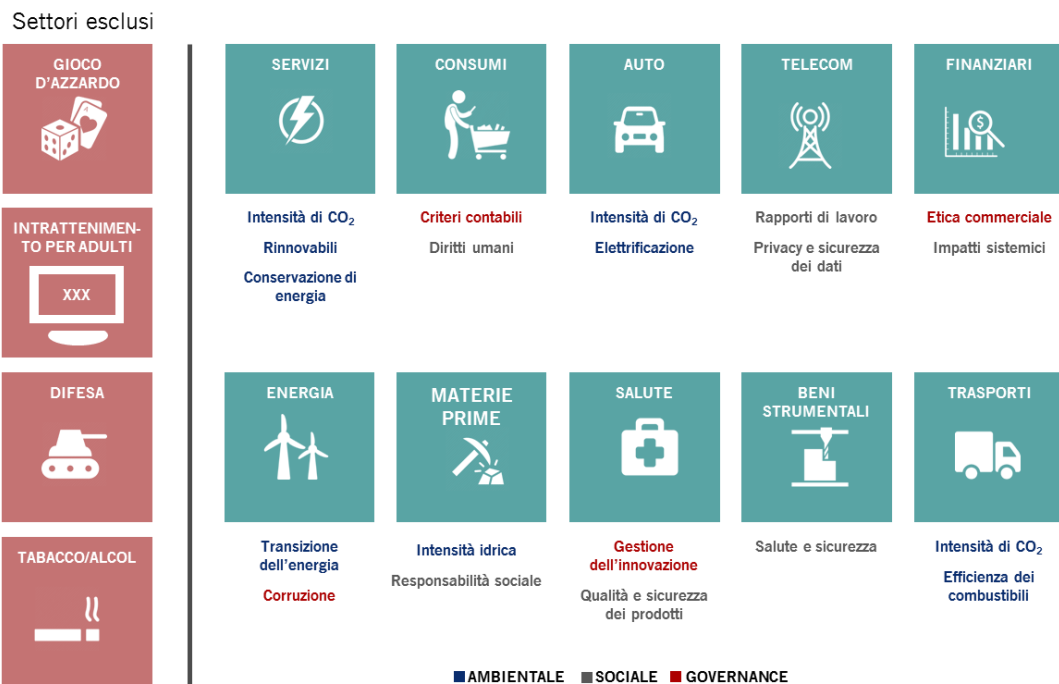 Settori esclusi
GIOCO
D'AZZARDO
INTRATTENIMEN-
TO PER ADULTI
XXX
DIFESA
TABACCO/ALCOL
SERVIZI
Intensità di CO₂
Rinnovabili
Conservazione di
energia
CONSUMI
Criteri contabili
Diritti umani
AUTO
Intensità di CO₂
Elettrificazione
TELECOM
Rapporti di lavoro
Privacy e sicurezza
dei dati
FINANZIARI
$
Etica commerciale
Impatti sistemici
ENERGIA
Transizione
dell'energia
Corruzione
MATERIE
PRIME
Intensità idrica
Responsabilità sociale
SALUTE
Gestione
dell'innovazione
Qualità e sicurezza
dei prodotti
BENI
STRUMENTALI
Salute e sicurezza
TRASPORTI
Intensità di CO₂
Efficienza dei
combustibili
AMBIENTALE SOCIALE GOVERNANCE